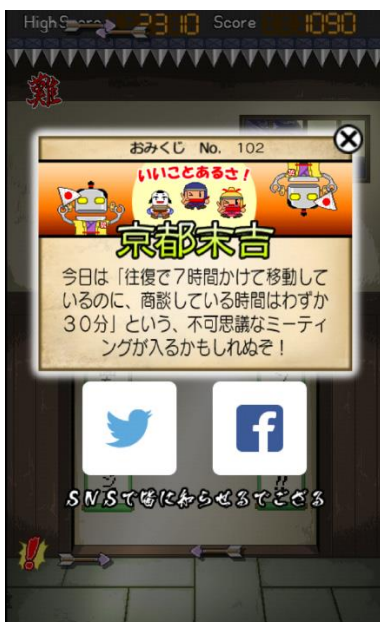 High Score 2310 Score 1090
難
おみくじ No. 102
いいことあるさ！
京都末吉
今日は「往復で７時間かけて移動して
いるのに、商談している時間はわずか
３０分」という、不可思議なミーティ
ングが入るかもしれぬぞ！
SNSで皆に知らせるでござる